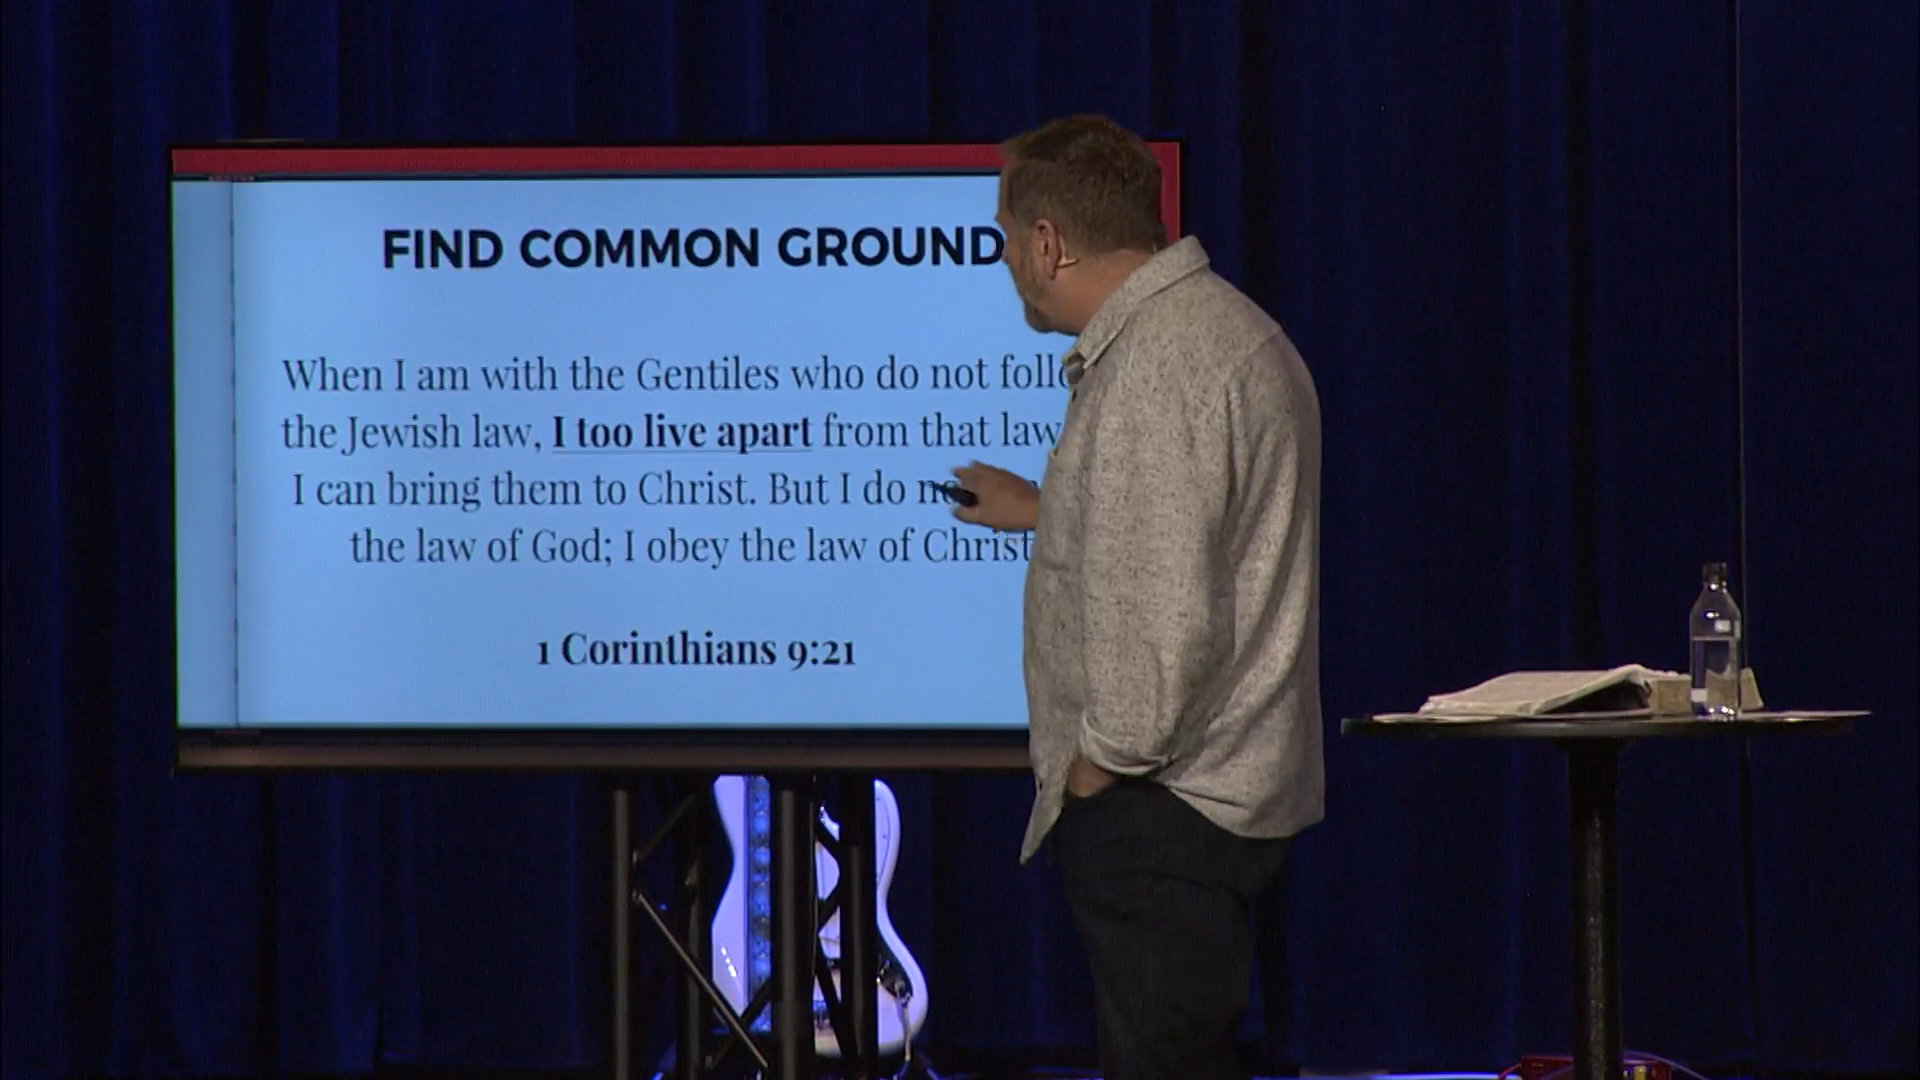 FIND COMMON GROUND
When I am with the Gentiles who do not
the Jewish law, I too live apart from that law
I can bring them to Christ. But I do
the law of God; I obey the law of Christ
1 Corinthians 9:21